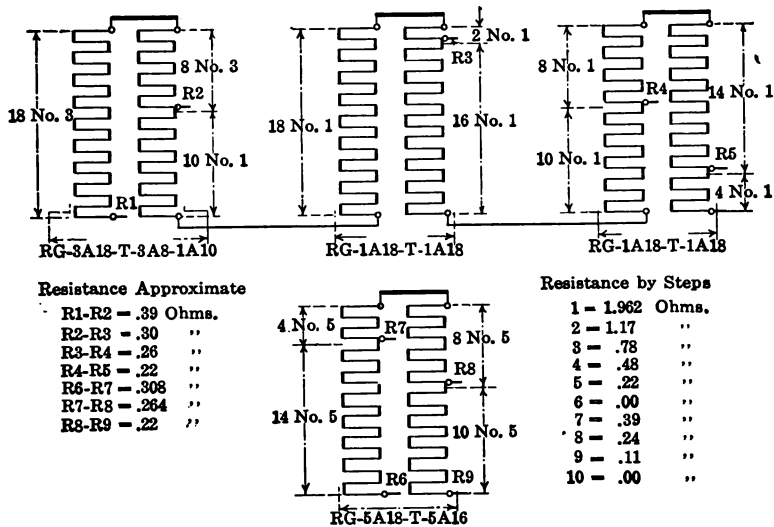 18 No. 3
8 No. 3
R2
10 No. 1
R1
RG-3A18-T-3A8-1A10
18 No. 1
2 No. 1
R3
16 No. 1
RG-1A18-T-1A18
8 No. 1
R4
10 No. 1
14 No. 1
R5
4 No. 1
RG-1A18-T-1A18
Resistance Approximate
R1-R2 = .39 Ohms.
R2-R3 = .30 "
R3-R4 = .26 "
R4-R5 = .22 "
R6-R7 = .308 "
R7-R8 = .264 "
R8-R9 = .22 "
4 No. 5
R7
14 No. 5
R6
8 No. 5
R8
10 No. 5
R9
RG-5A18-T-5A16
Resistance by Steps
1 = 1.962 Ohms.
2 = 1.17 "
3 = .78 "
4 = .48 "
5 = .22 "
6 = .00 "
7 = .39 "
8 = .24 "
9 = .11 "
10 = .00 "